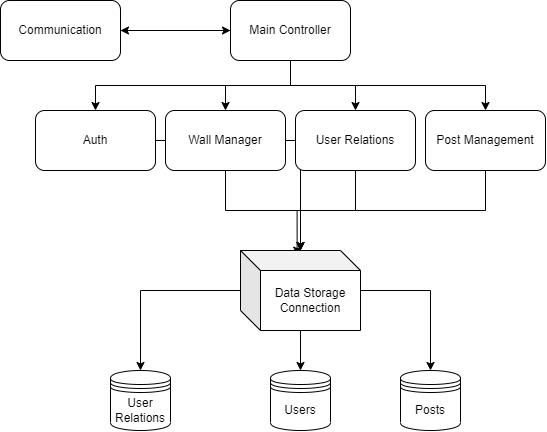 Communication
Main Controller
Auth
Wall Manager
User Relations
Post Management
Data Storage
Connection
User
Relations
Users
Posts